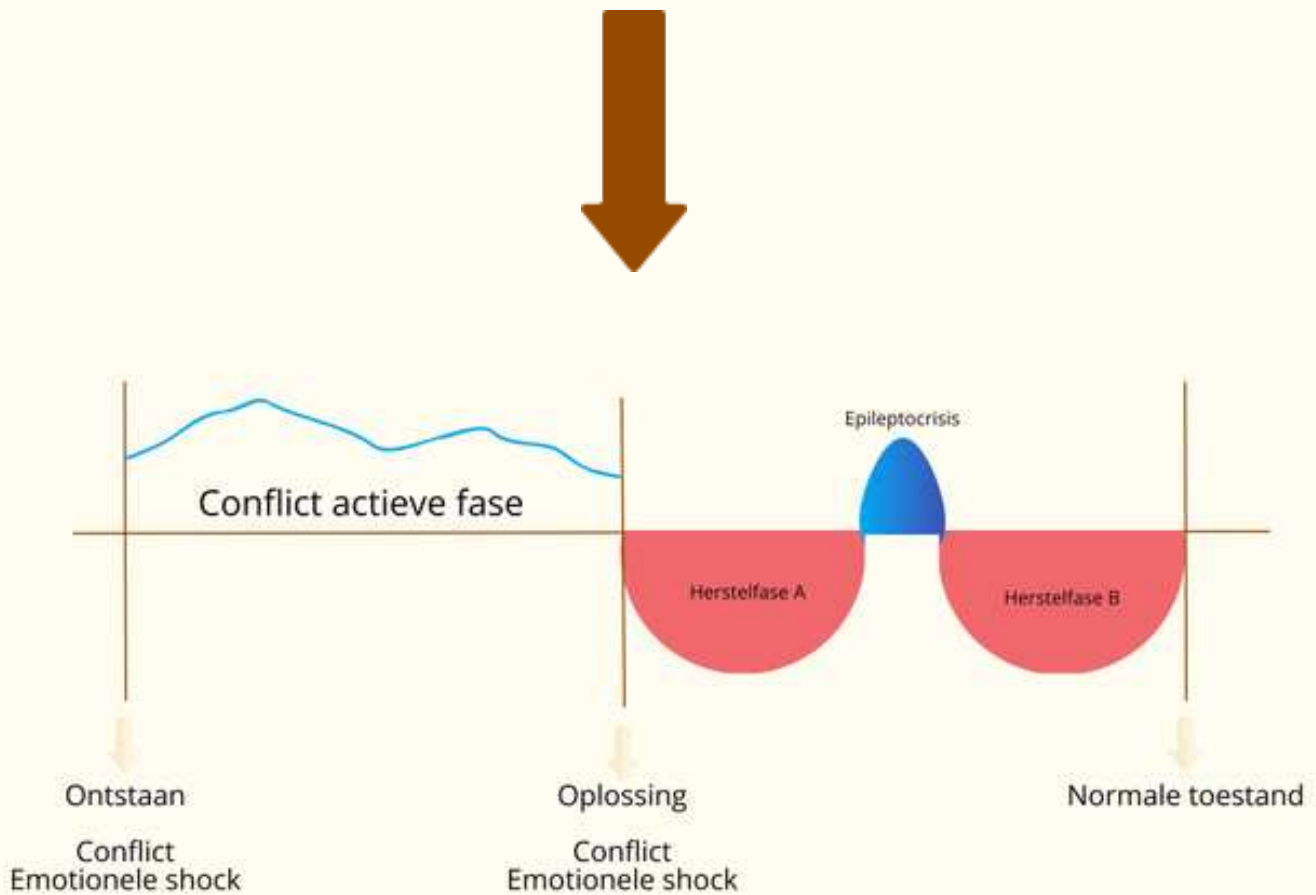 Epileptocrisis
Conflict actieve fase
Herstelfase A
Herstelfase B
Ontstaan
Oplossing
Normale toestand
Conflict
Emotionele shock
Conflict
Emotionele shock